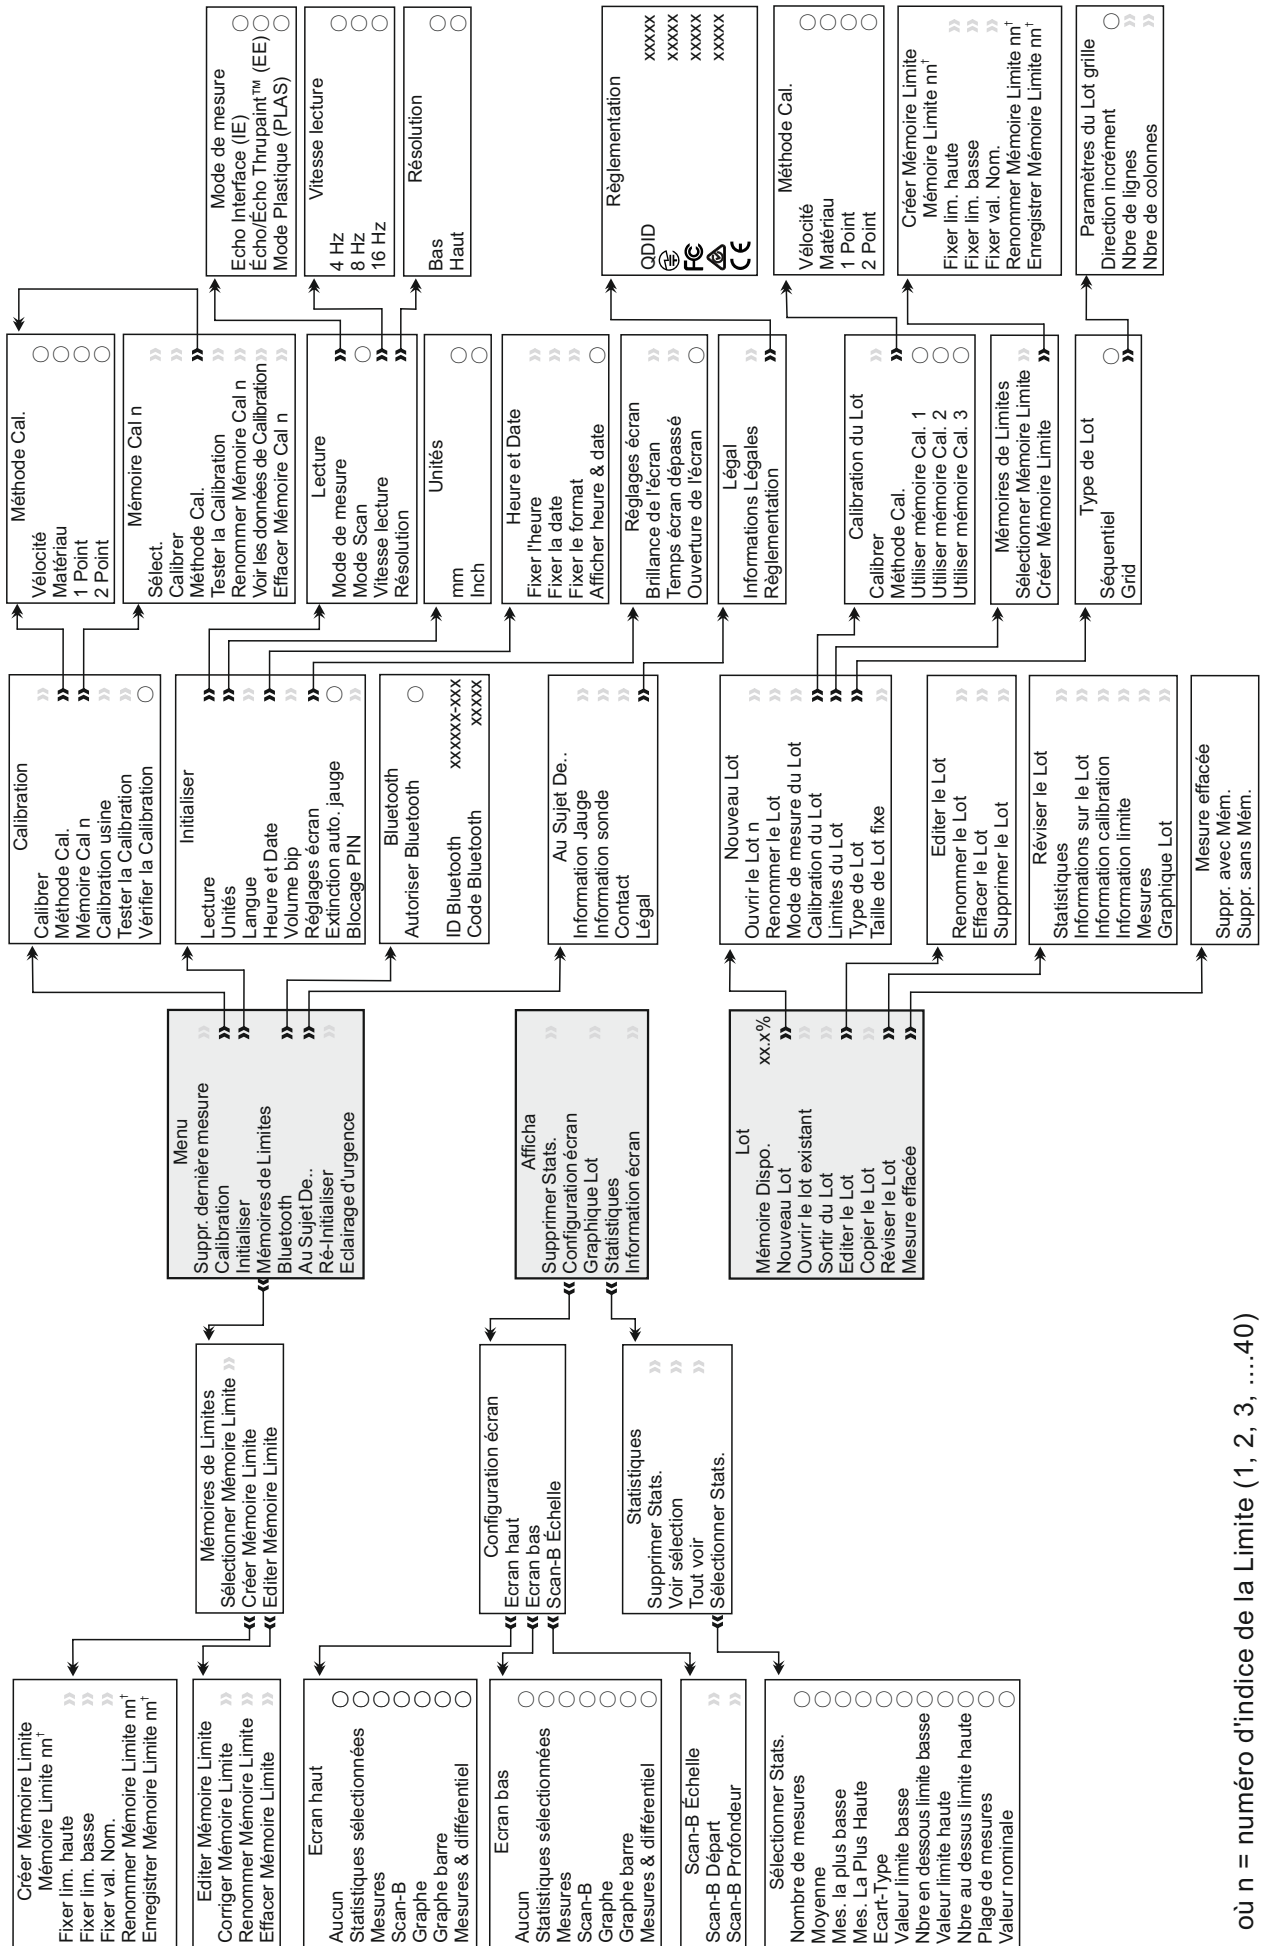 Créer Mémoire Limite
Mémoire Limite nn†
Fixer lim. haute
Fixer lim. basse
Fixer val. Nom.
Renommer Mémoire Limite nn†
Enregistrer Mémoire Limite nn†
Editer Mémoire Limite
Corriger Mémoire Limite
Renommer Mémoire Limite
Effacer Mémoire Limite
Ecran haut
Aucun
Statistiques sélectionnées
Mesures
Scan-B
Graphe
Graphe barre
Mesures & différentiel
Ecran bas
Aucun
Statistiques sélectionnées
Mesures
Scan-B
Graphe
Graphe barre
Mesures & différentiel
Scan-B Échelle
Scan-B Départ
Scan-B Profondeur
Sélectionner Stats.
Nombre de mesures
Moyenne
Mes. la plus basse
Mes. La Plus Haute
Ecart-Type
Valeur limite basse
Nbre en dessous limite basse
Valeur limite haute
Nbre au dessus limite haute
Plage de mesures
Valeur nominale
Mémoires de Limites
Sélectionner Mémoire Limite
Créer Mémoire Limite
Editer Mémoire Limite
Configuration écran
Ecran haut
Ecran bas
Scan-B Échelle
Statistiques
Supprimer Stats.
Voir sélection
Tout voir
Sélectionner Stats.
Menu
Suppr. dernière mesure
Calibration
Initialiser
Mémoires de Limites
Bluetooth
Au Sujet De..
Ré-Initialiser
Eclairage d'urgence
Afficha
Supprimer Stats.
Configuration écran
Graphique Lot
Statistiques
Information écran
Lot
Mémoire Dispo. xx.x%
Nouveau Lot
Ouvrir le lot existant
Sortir du Lot
Editer le Lot
Copier le Lot
Réviser le Lot
Mesure effacée
Calibration
Calibrer
Méthode Cal.
Mémoire Cal n
Calibration usine
Tester la Calibration
Vérifier la Calibration
Initialiser
Lecture
Unités
Langue
Heure et Date
Volume bip
Réglages écran
Extinction auto. jauge
Blocage PIN
Bluetooth
Autoriser Bluetooth
ID Bluetooth xxxxxx-xxx
Code Bluetooth xxxxx
Au Sujet De..
Information Jauge
Information sonde
Contact
Légal
Nouveau Lot
Ouvrir le Lot n
Renommer le Lot
Mode de mesure du Lot
Calibration du Lot
Limites du Lot
Type de Lot
Taille de Lot fixe
Editer le Lot
Renommer le Lot
Effacer le Lot
Supprimer le Lot
Réviser le Lot
Statistiques
Informations sur le Lot
Information calibration
Information limite
Mesures
Graphique Lot
Mesure effacée
Suppr. avec Mém.
Suppr. sans Mém.
Méthode Cal.
Vélocité
Matériau
1 Point
2 Point
Mémoire Cal n
Sélect.
Calibrer
Méthode Cal.
Tester la Calibration
Renommer Mémoire Cal n
Voir les données de Calibration
Effacer Mémoire Cal n
Lecture
Mode de mesure
Mode Scan
Vitesse lecture
Résolution
Unités
mm
Inch
Heure et Date
Fixer l'heure
Fixer la date
Fixer le format
Afficher heure & date
Réglages écran
Brillance de l'écran
Temps écran dépassé
Ouverture de l'écran
Légal
Informations Légales
Règlementation
Calibration du Lot
Calibrer
Méthode Cal.
Utiliser mémoire Cal. 1
Utiliser mémoire Cal. 2
Utiliser mémoire Cal. 3
Mémoires de Limites
Sélectionner Mémoire Limite
Créer Mémoire Limite
Type de Lot
Séquentiel
Grid
Mode de mesure
Echo Interface (IE)
Écho/Écho Thrupaint™ (EE)
Mode Plastique (PLAS)
Vitesse lecture
4 Hz
8 Hz
16 Hz
Résolution
Bas
Haut
Règlementation
QDID xxxxx
xxxxx
FC xxxxx
xxxxx
CE
Méthode Cal.
Vélocité
Matériau
1 Point
2 Point
Créer Mémoire Limite
Mémoire Limite nn†
Fixer lim. haute
Fixer lim. basse
Fixer val. Nom.
Renommer Mémoire Limite nn†
Enregistrer Mémoire Limite nn†
Paramètres du Lot grille
Direction incrément
Nbre de lignes
Nbre de colonnes
où n = numéro d'indice de la Limite (1, 2, 3, ....40)